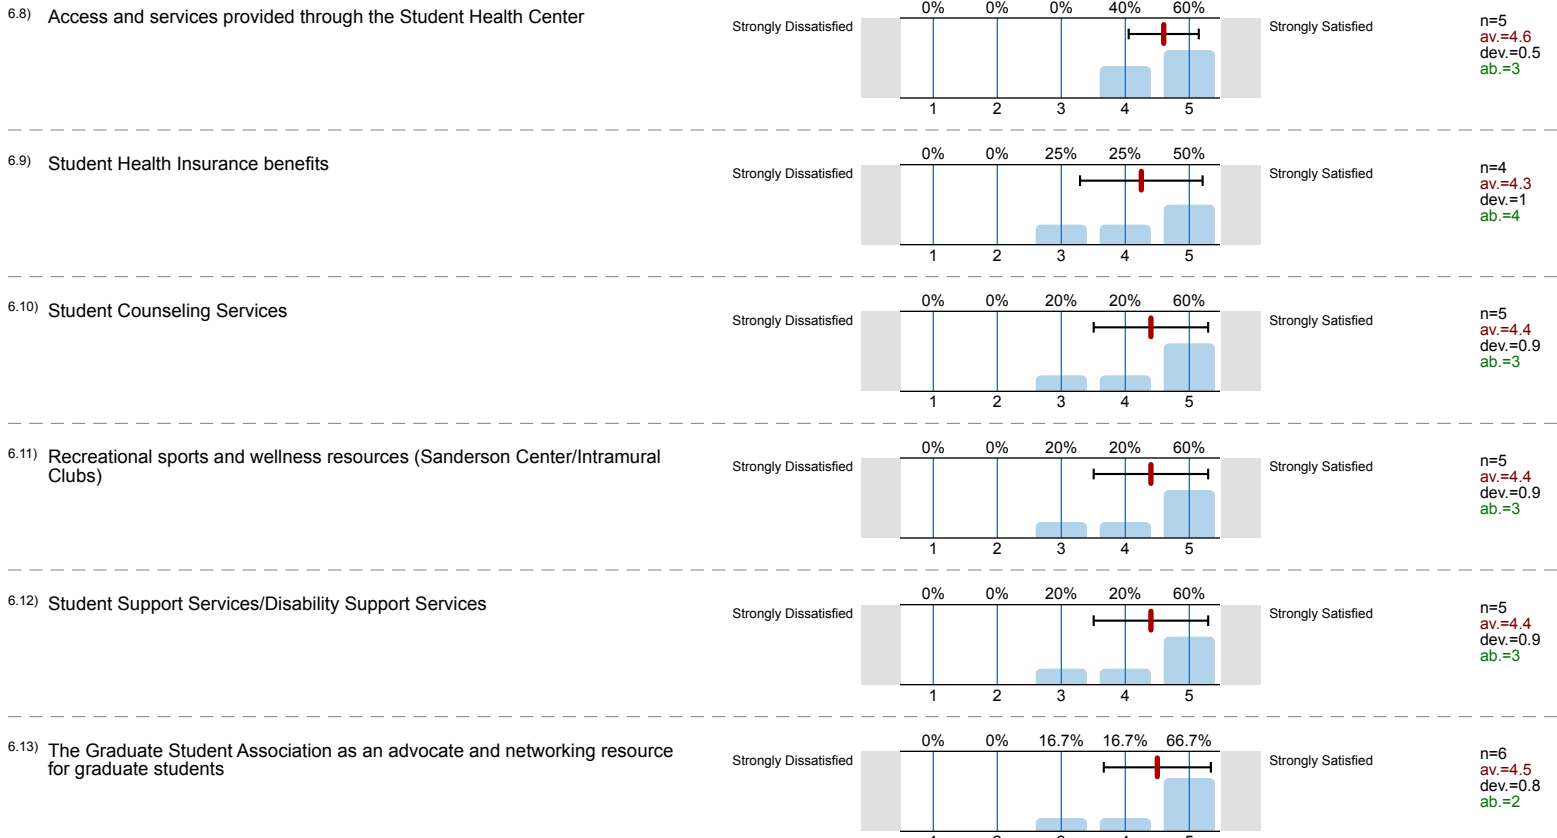 6.8) Access and services provided through the Student Health Center
0% 0% 0% 40% 60%
Strongly Dissatisfied Strongly Satisfied
n=5
av.=4.6
dev.=0.5
ab.=3
1 2 3 4 5
6.9) Student Health Insurance benefits
0% 0% 25% 25% 50%
Strongly Dissatisfied Strongly Satisfied
n=4
av.=4.3
dev.=1
ab.=4
1 2 3 4 5
6.10) Student Counseling Services
0% 0% 20% 20% 60%
Strongly Dissatisfied Strongly Satisfied
n=5
av.=4.4
dev.=0.9
ab.=3
1 2 3 4 5
6.11) Recreational sports and wellness resources (Sanderson Center/Intramural
Clubs)
0% 0% 20% 20% 60%
Strongly Dissatisfied Strongly Satisfied
n=5
av.=4.4
dev.=0.9
ab.=3
1 2 3 4 5
6.12) Student Support Services/Disability Support Services
0% 0% 20% 20% 60%
Strongly Dissatisfied Strongly Satisfied
n=5
av.=4.4
dev.=0.9
ab.=3
1 2 3 4 5
6.13) The Graduate Student Association as an advocate and networking resource
for graduate students
0% 0% 16.7% 16.7% 66.7%
Strongly Dissatisfied Strongly Satisfied
n=6
av.=4.5
dev.=0.8
ab.=2